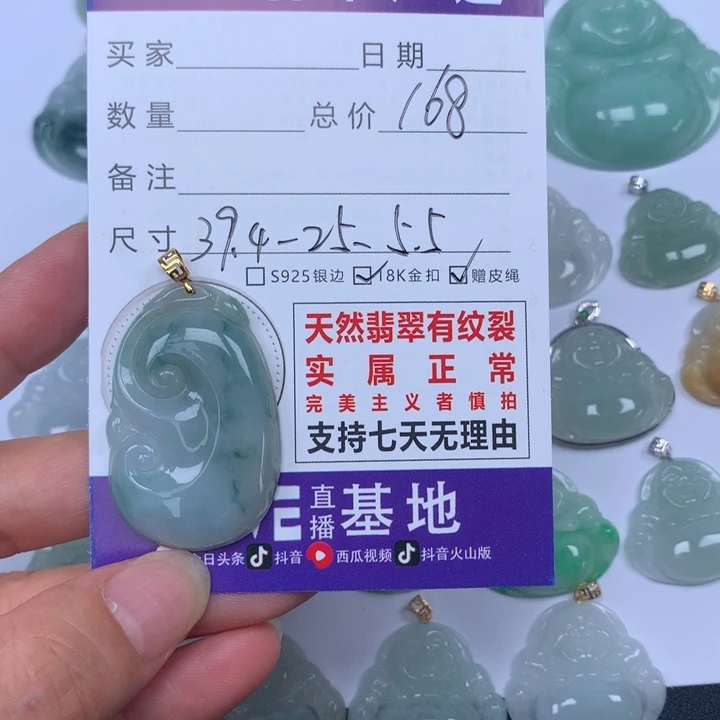 买家 日期
数量 总价 168
备注
尺寸 39.4-25-5.5
S925银边 18K金扣 赠皮绳
天然翡翠有纹裂
实属正常
完美主义者慎拍
支持七天无理由
VE 直播 基地
日头条 抖音 西瓜视频 抖音火山版